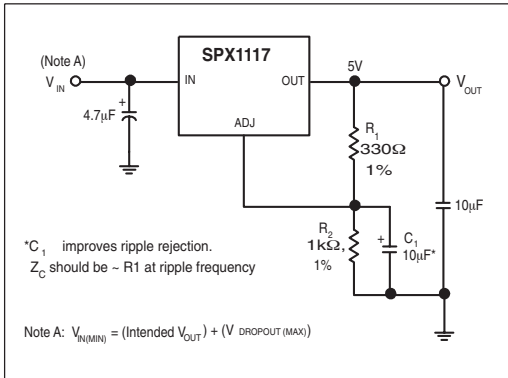 SPX1117
(Note A)
V IN
IN
OUT
5V
V OUT
4.7µF
+
ADJ
R1
330Ω
1%
10µF
R2
1kΩ,
1%
+
C1
10µF*
*C1 improves ripple rejection.
ZC should be ~ R1 at ripple frequency
Note A: VIN(MIN) = (Intended VOUT) + (V DROPOUT (MAX))